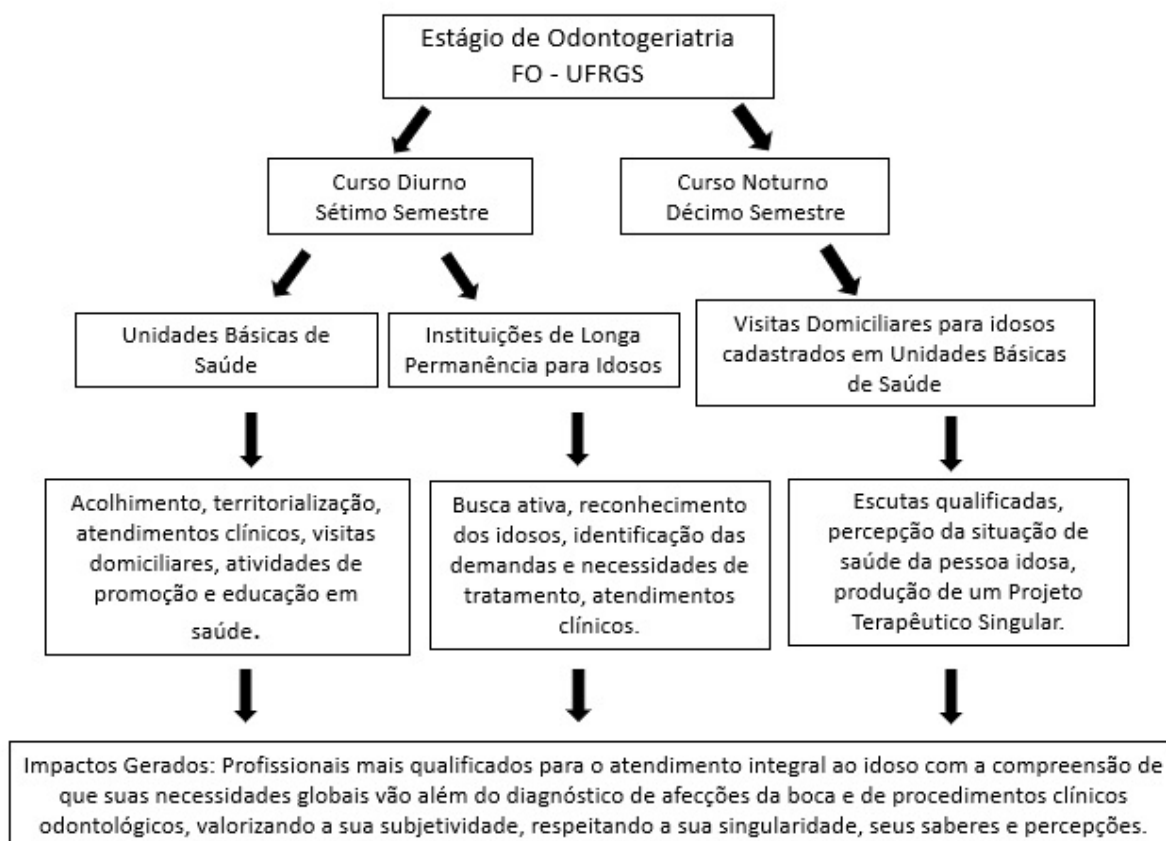 Estágio de Odontogeriatria
FO - UFRGS
Curso Diurno
Sétimo Semestre
Curso Noturno
Décimo Semestre
Unidades Básicas de
Saúde
Instituições de Longa
Permanência para Idosos
Visitas Domiciliares para idosos
cadastrados em Unidades Básicas
de Saúde
Acolhimento, territorialização,
atendimentos clínicos, visitas
domiciliares, atividades de
promoção e educação em
saúde.
Busca ativa, reconhecimento
dos idosos, identificação das
demandas e necessidades de
tratamento, atendimentos
clínicos.
Escutas qualificadas,
percepção da situação de
saúde da pessoa idosa,
produção de um Projeto
Terapêutico Singular.
Impactos Gerados: Profissionais mais qualificados para o atendimento integral ao idoso com a compreensão de
que suas necessidades globais vão além do diagnóstico de afecções da boca e de procedimentos clínicos
odontológicos, valorizando a sua subjetividade, respeitando a sua singularidade, seus saberes e percepções.